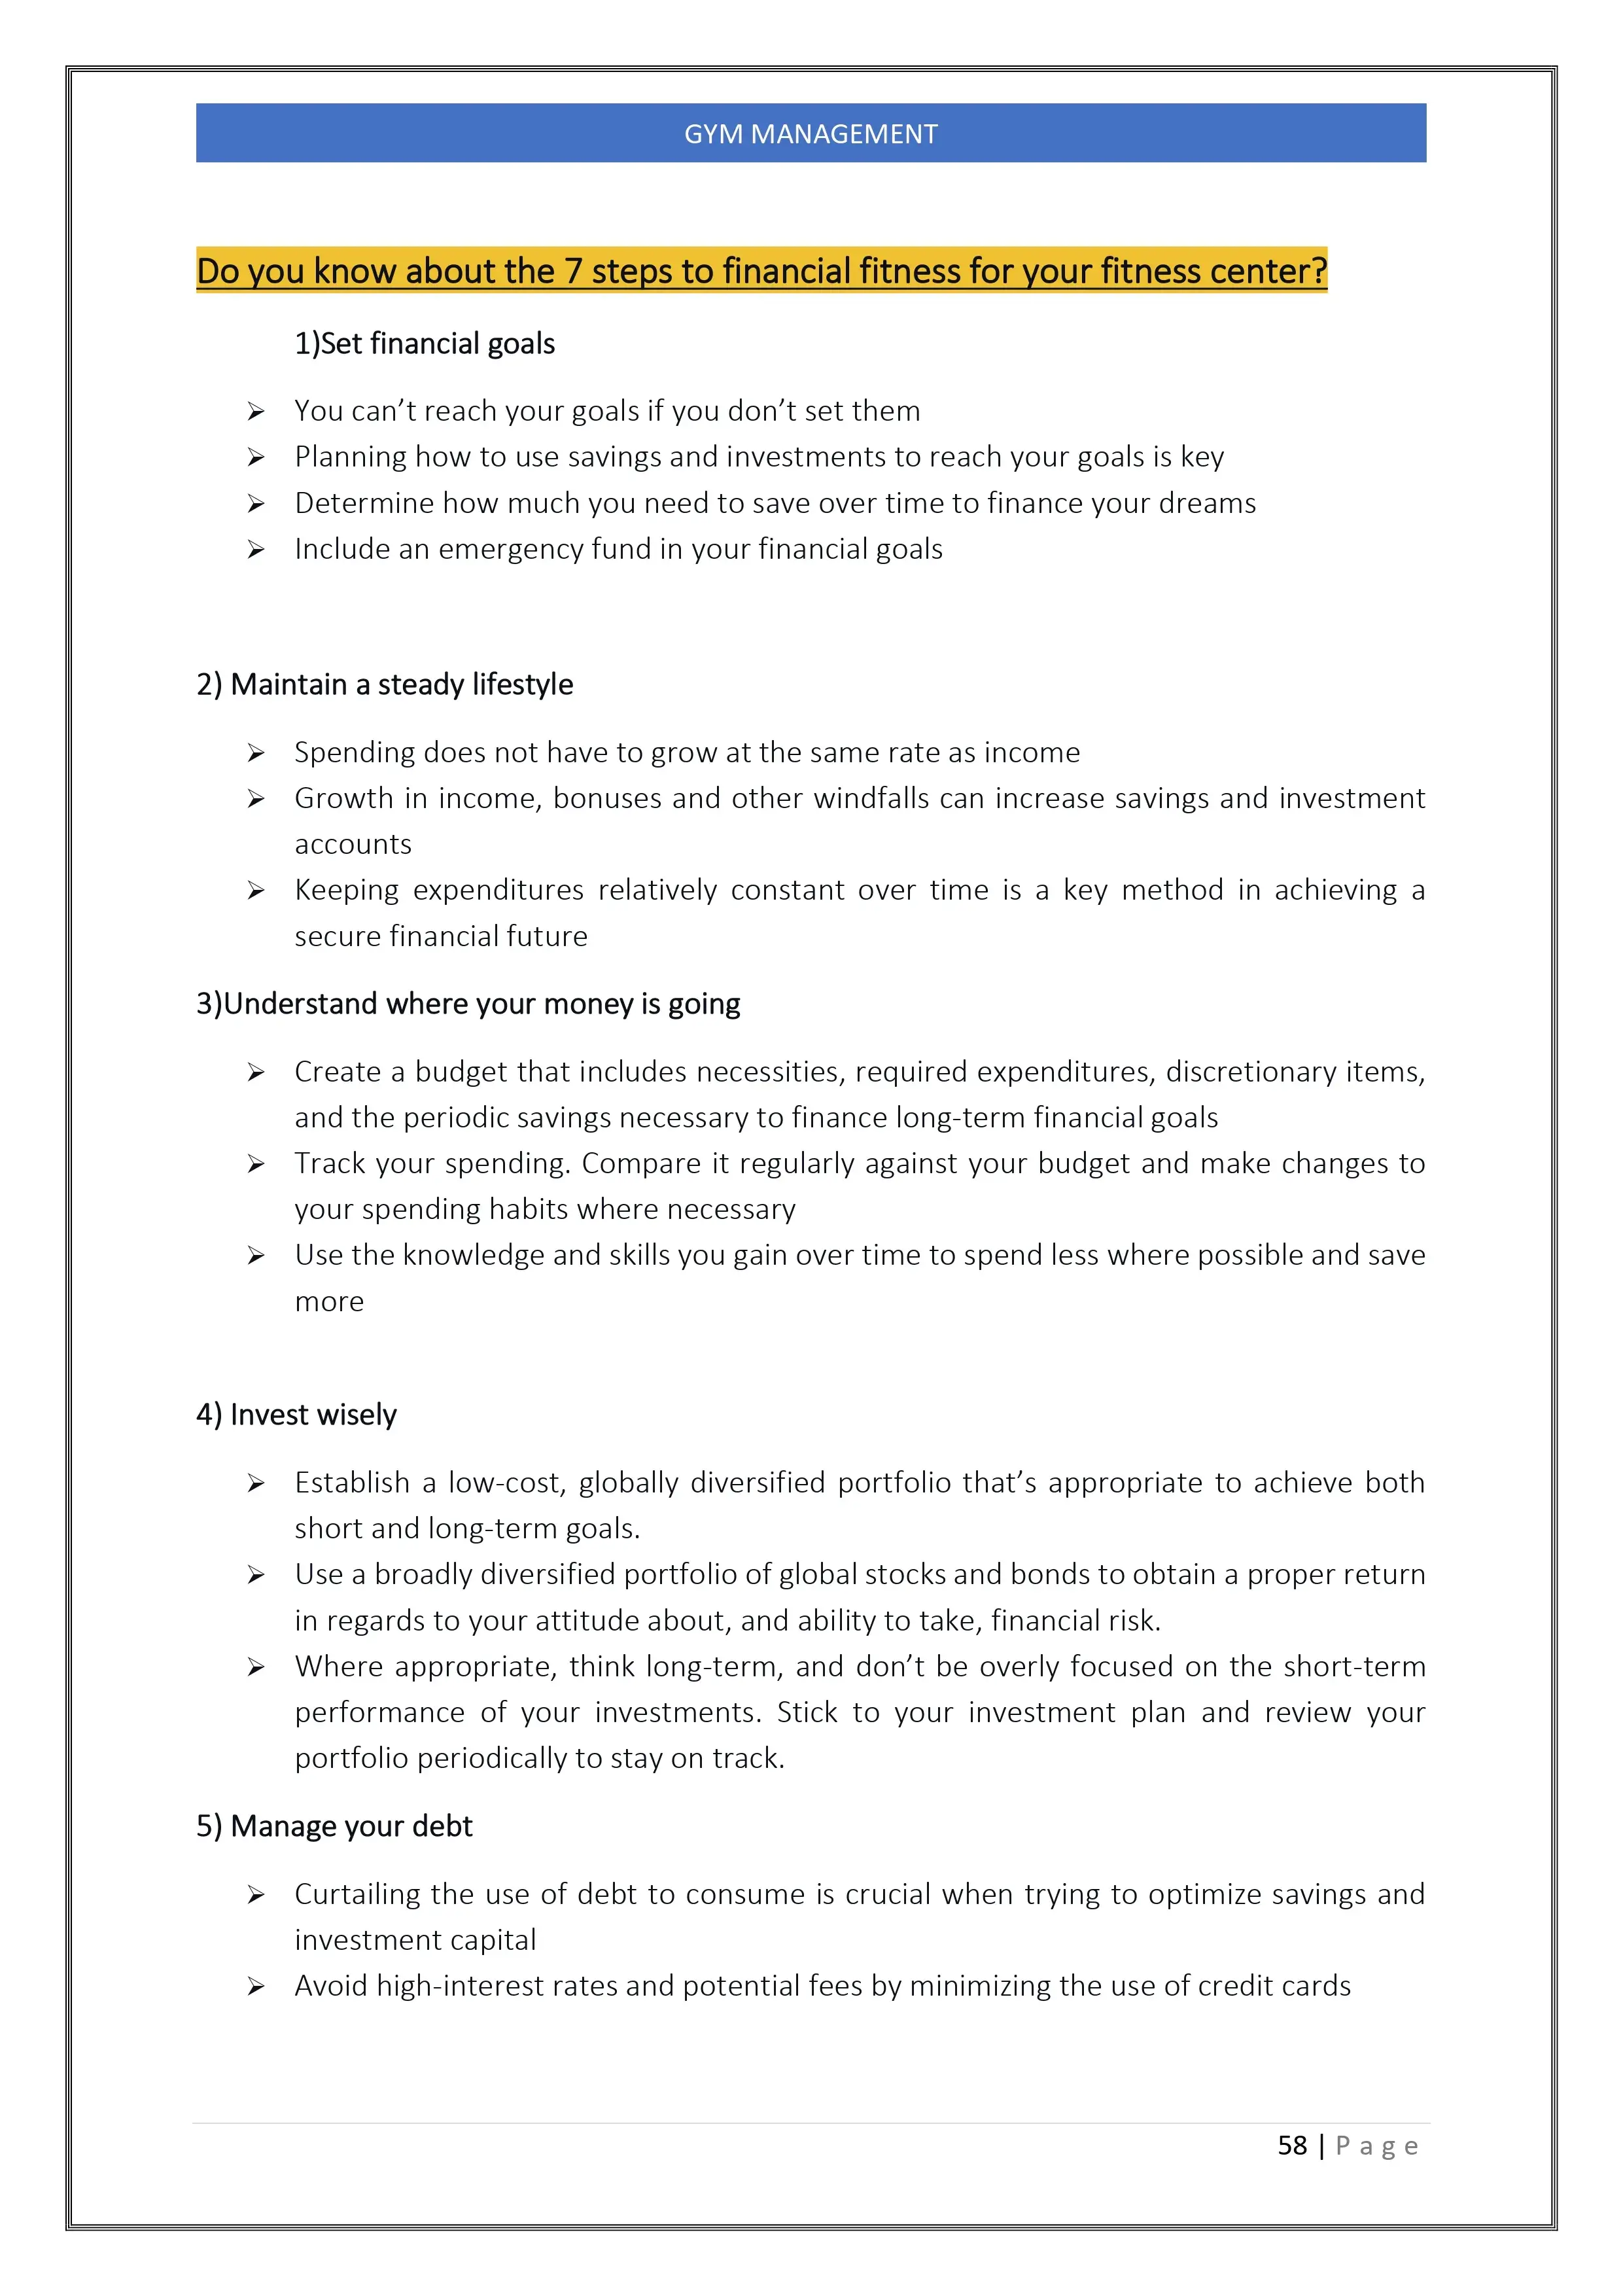 GYM MANAGEMENT
Do you know about the 7 steps to financial fitness for your fitness center?
1)Set financial goals
➢ You can’t reach your goals if you don’t set them
➢ Planning how to use savings and investments to reach your goals is key
➢ Determine how much you need to save over time to finance your dreams
➢ Include an emergency fund in your financial goals
2) Maintain a steady lifestyle
➢ Spending does not have to grow at the same rate as income
➢ Growth in income, bonuses and other windfalls can increase savings and investment
accounts
➢ Keeping expenditures relatively constant over time is a key method in achieving a
secure financial future
3)Understand where your money is going
➢ Create a budget that includes necessities, required expenditures, discretionary items,
and the periodic savings necessary to finance long-term financial goals
➢ Track your spending. Compare it regularly against your budget and make changes to
your spending habits where necessary
➢ Use the knowledge and skills you gain over time to spend less where possible and save
more
4) Invest wisely
➢ Establish a low-cost, globally diversified portfolio that’s appropriate to achieve both
short and long-term goals.
➢ Use a broadly diversified portfolio of global stocks and bonds to obtain a proper return
in regards to your attitude about, and ability to take, financial risk.
➢ Where appropriate, think long-term, and don’t be overly focused on the short-term
performance of your investments. Stick to your investment plan and review your
portfolio periodically to stay on track.
5) Manage your debt
➢ Curtailing the use of debt to consume is crucial when trying to optimize savings and
investment capital
➢ Avoid high-interest rates and potential fees by minimizing the use of credit cards
58 | P a g e